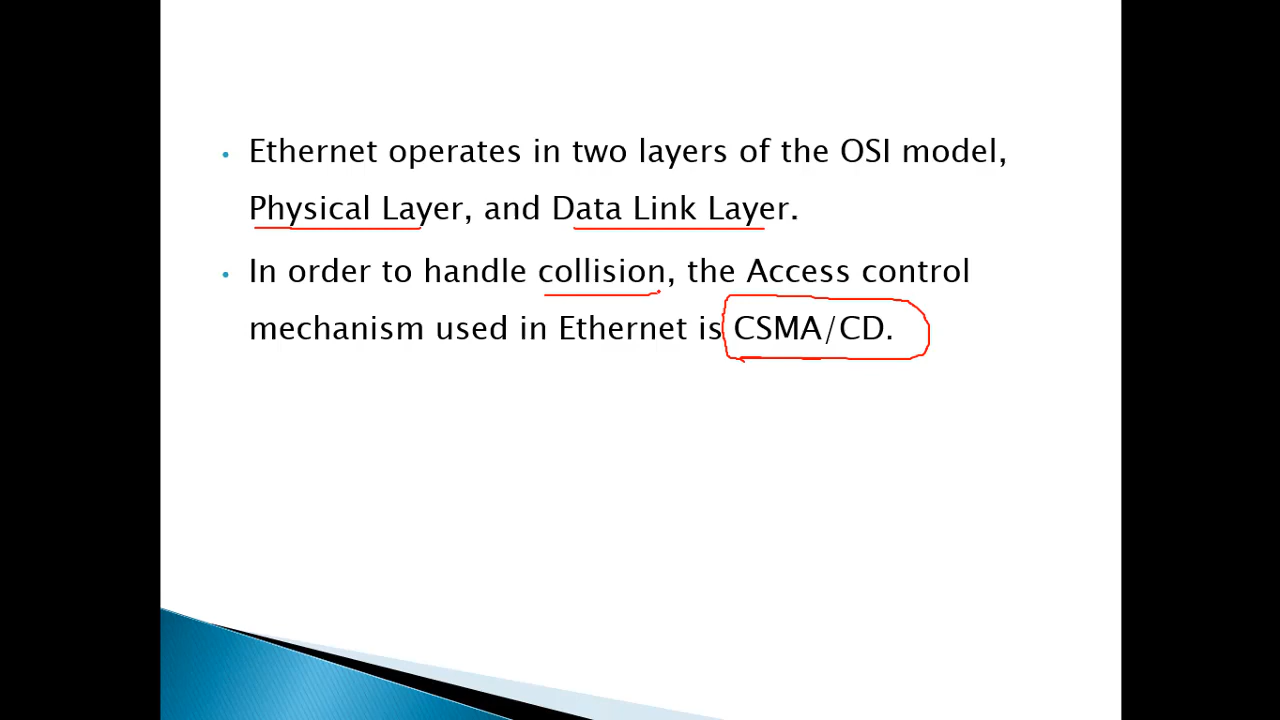 • Ethernet operates in two layers of the OSI model,
Physical Layer, and Data Link Layer.
• In order to handle collision, the Access control
mechanism used in Ethernet is CSMA/CD.